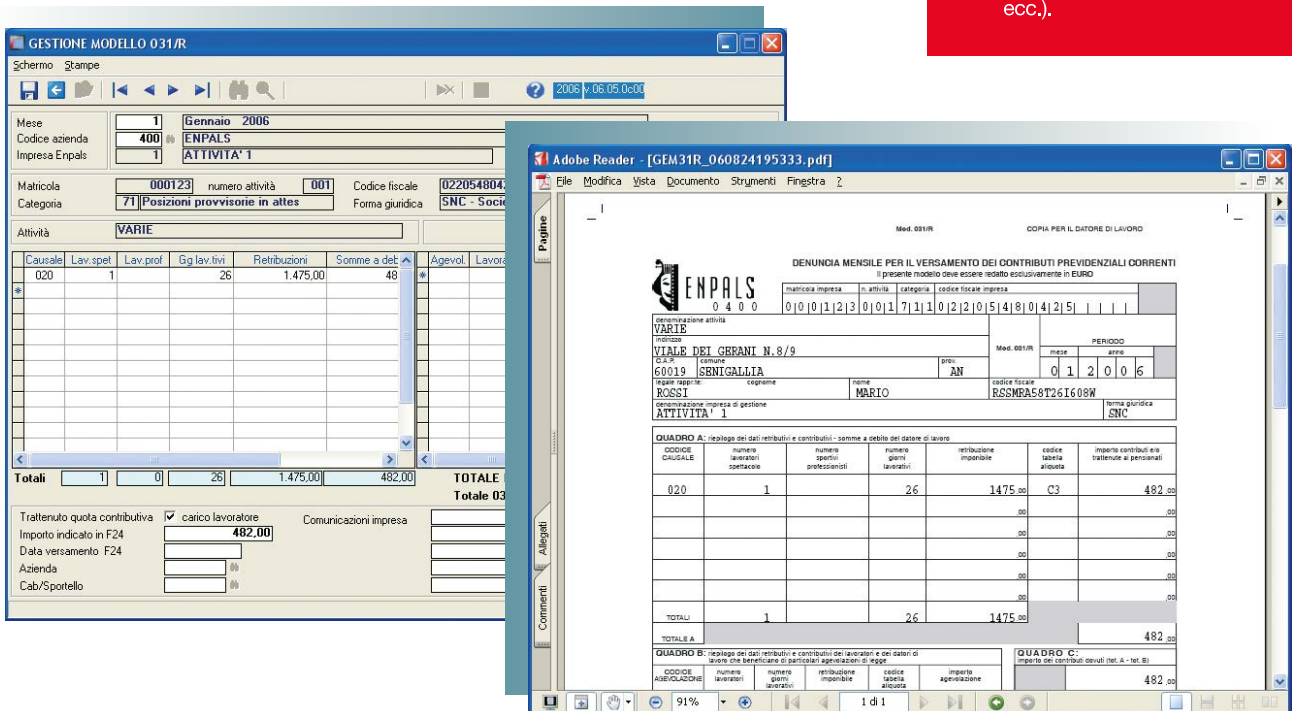 ecc.).
GESTIONE MODELLO 031/R
Schermo Stampe
2006 v.06.05.0c00
Mese 1 Gennaio 2006
Codice azienda 400 ENPALS
Impresa Enpals 1 ATTIVITA' 1
Matricola 000123 numero attività 001 Codice fiscale 022054804
Categoria 71 Posizioni provvisorie in attes Forma giuridica SNC - Socie
Attività VARIE
Causale Lav.spet Lav.prof Gg lav.tivi Retribuzioni Somme a deb Agevol. Lavora
020 1 26 1.475,00 48
Totali 1 0 26 1.475,00 482,00 TOTALE
Totale 03
Trattenuto quota contributiva carico lavoratore Comunicazioni impresa
Importo indicato in F24 482,00
Data versamento F24
Azienda
Cab/Sportello
Adobe Reader - [GEM31R_060824195333.pdf]
File Modifica Vista Documento Strumenti Finestra ?
Pagine
Allegati
Commenti
Mod. 031/R COPIA PER IL DATORE DI LAVORO
DENUNCIA MENSILE PER IL VERSAMENTO DEI CONTRIBUTI PREVIDENZIALI CORRENTI
Il presente modello deve essere redatto esclusivamente in EURO
ENPALS
0400
matricola impresa n. attività categoria codice fiscale impresa
0|0|0|1|2|3 0|0|1 7|1|1 0|2|2|0|5|4|8|0|4|2|5|
denominazione attività
VARIE
indirizzo
VIALE DEI GERANI N.8/9
Mod. 031/R PERIODO
mese anno
C.A.P. comune prov.
60019 SENIGALLIA AN 01 2006
legale rappr.te: cognome nome codice fiscale
ROSSI MARIO RSSMRA58T26I608W
denominazione impresa di gestione forma giuridica
ATTIVITA' 1 SNC
QUADRO A: riepilogo dei dati retributivi e contributivi - somme a debito del datore di lavoro
CODICE CAUSALE numero lavoratori spettacolo numero sportivi professionisti numero giorni lavorativi retribuzione imponibile codice tabella aliquota importo contributi e/o trattenute ai pensionati
020 1 26 1475,00 C3 482,00
,00 ,00
,00 ,00
,00 ,00
,00 ,00
,00 ,00
TOTALI 1 26 1475,00
TOTALE A 482,00
QUADRO B: riepilogo dei dati retributivi e contributivi dei lavoratori e dei datori di lavoro che beneficiano di particolari agevolazioni di legge
QUADRO C: importo dei contributi dovuti (tot. A - tot. B)
CODICE AGEVOLAZIONE numero lavoratori numero giorni lavorativi retribuzione imponibile codice tabella aliquota importo agevolazione
482,00
91% 1 di 1